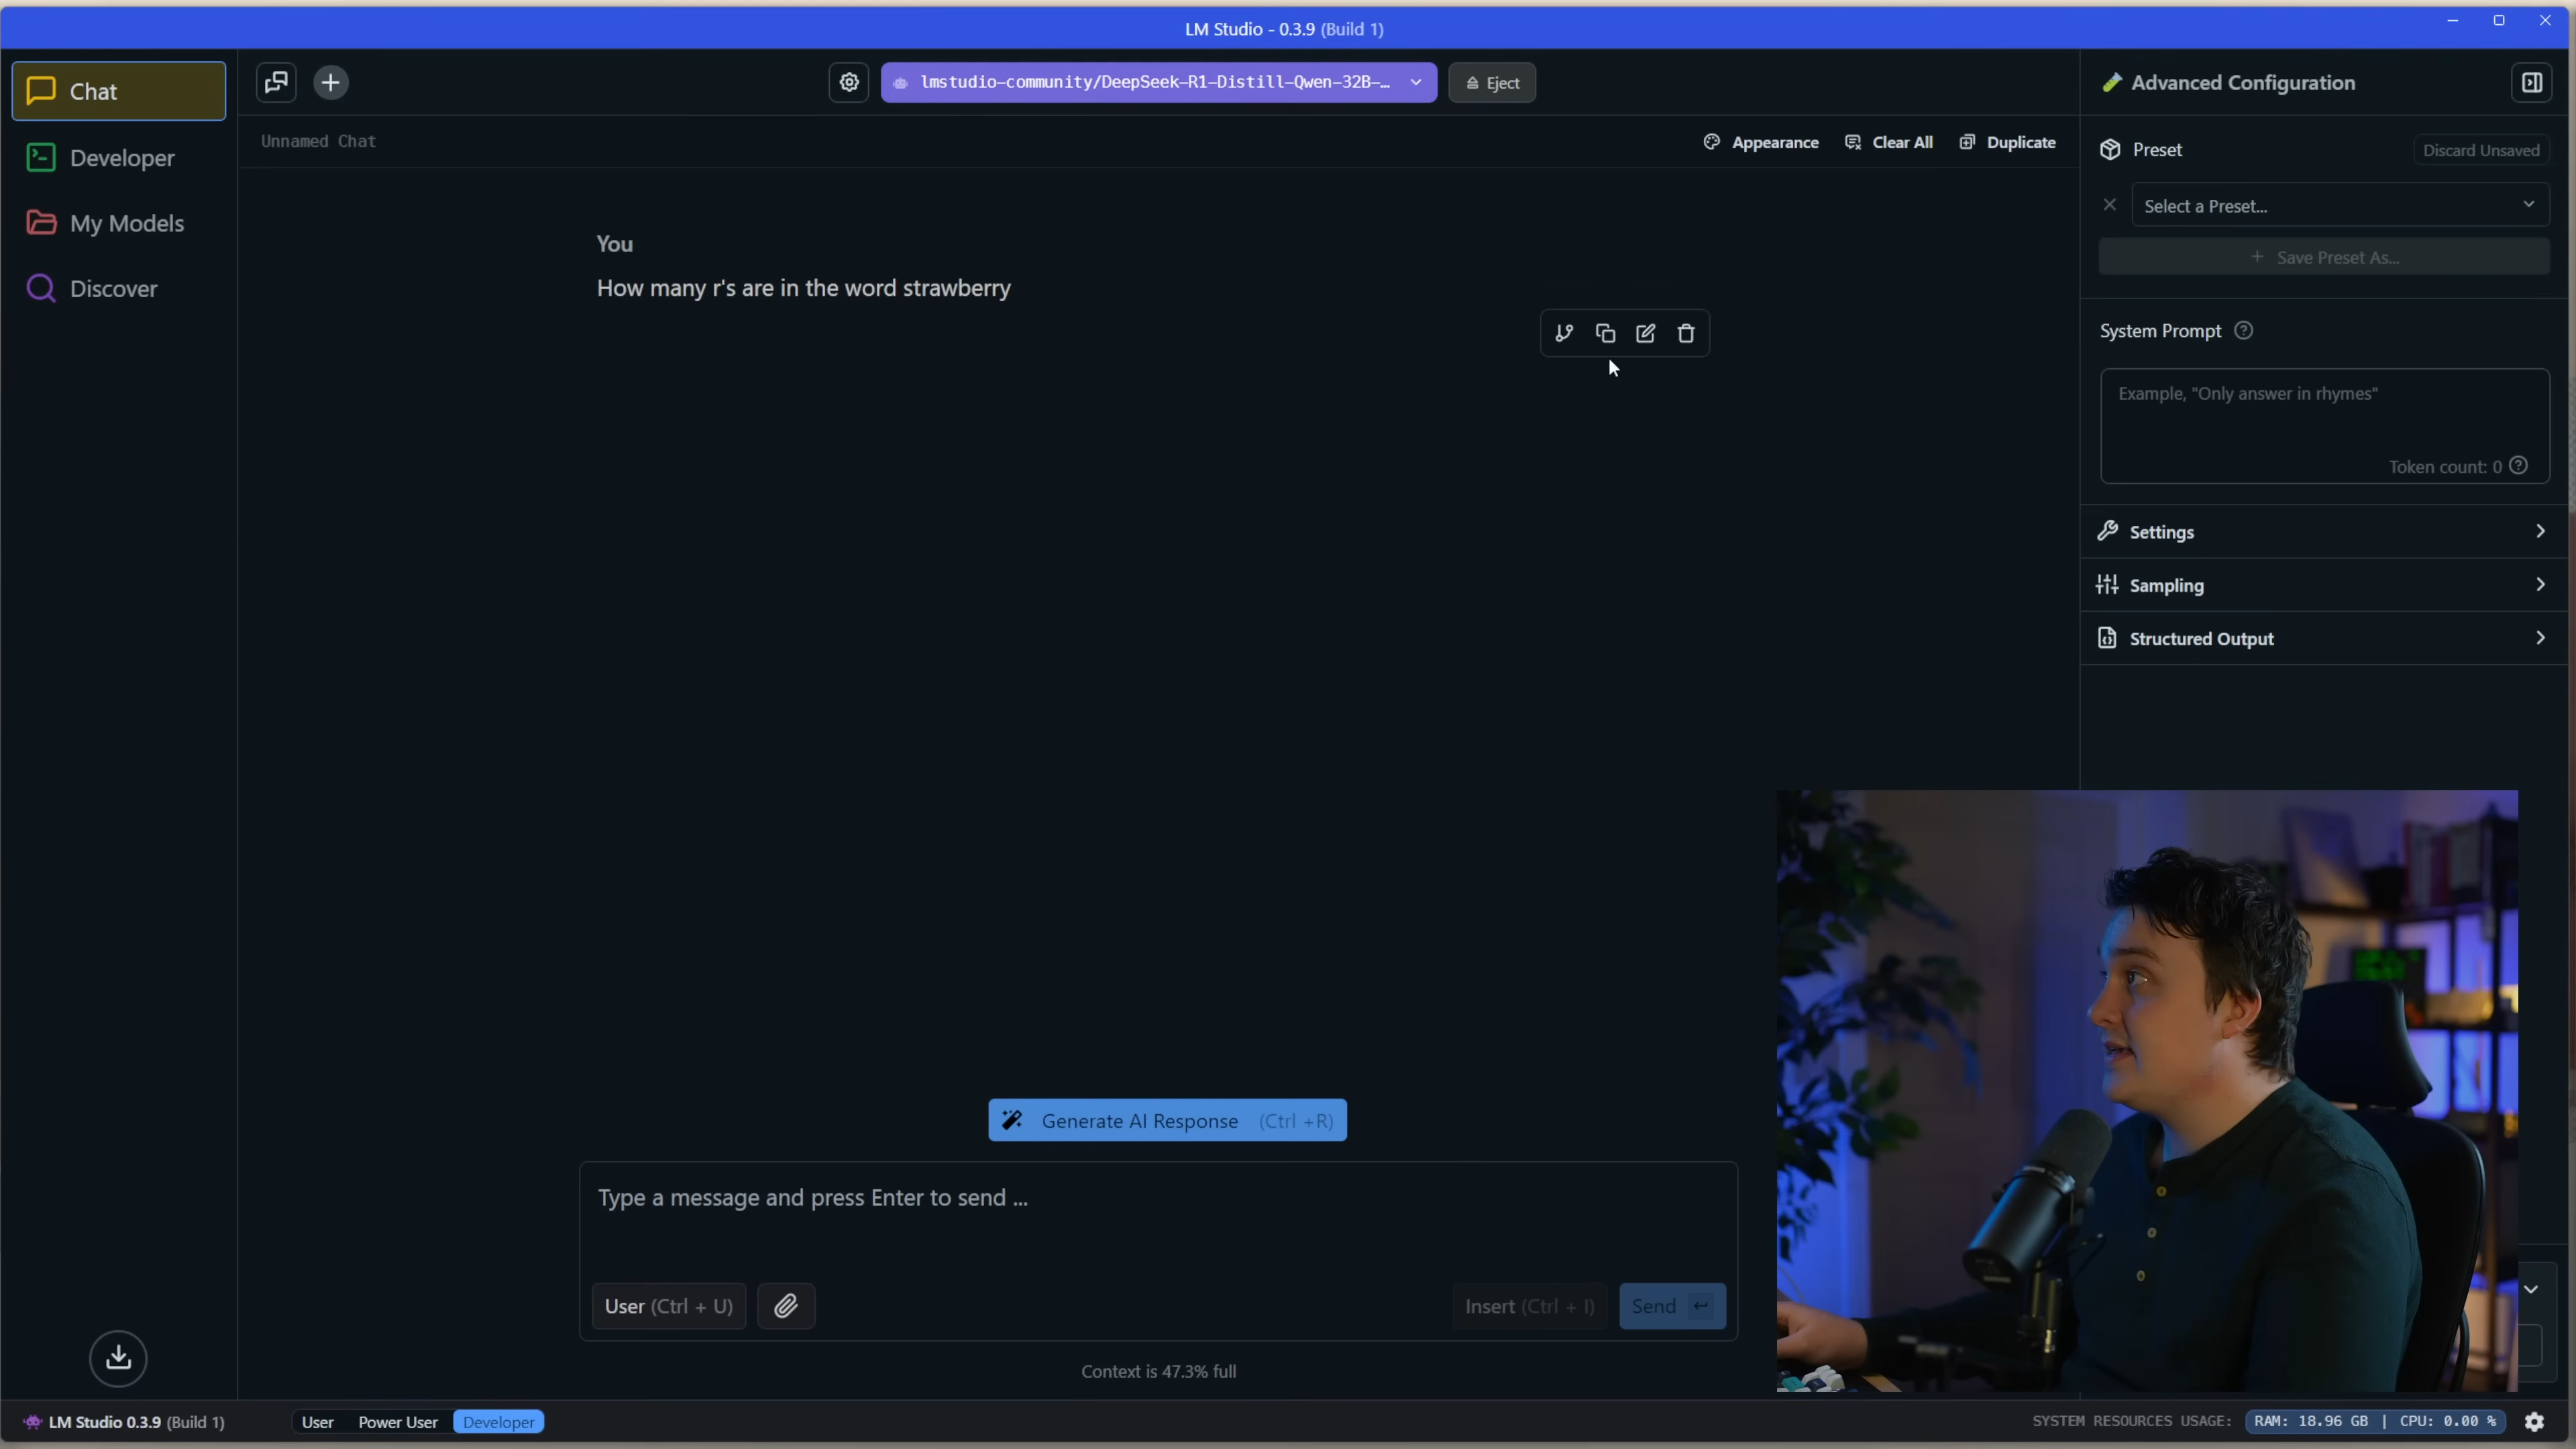 LM Studio - 0.3.9 (Build 1)
Chat
Developer
My Models
Discover
lmstudio-community/DeepSeek-R1-Distill-Qwen-32B-...
Eject
Unnamed Chat
Appearance
Clear All
Duplicate
You
How many r's are in the word strawberry
Advanced Configuration
Preset
Discard Unsaved
Select a Preset...
+ Save Preset As...
System Prompt
Example, "Only answer in rhymes"
Token count: 0
Settings
Sampling
Structured Output
Generate AI Response (Ctrl +R)
Type a message and press Enter to send ...
User (Ctrl + U)
Insert (Ctrl + I)
Send
Context is 47.3% full
LM Studio 0.3.9 (Build 1)
User
Power User
Developer
SYSTEM RESOURCES USAGE:
RAM: 18.96 GB | CPU: 0.00 %